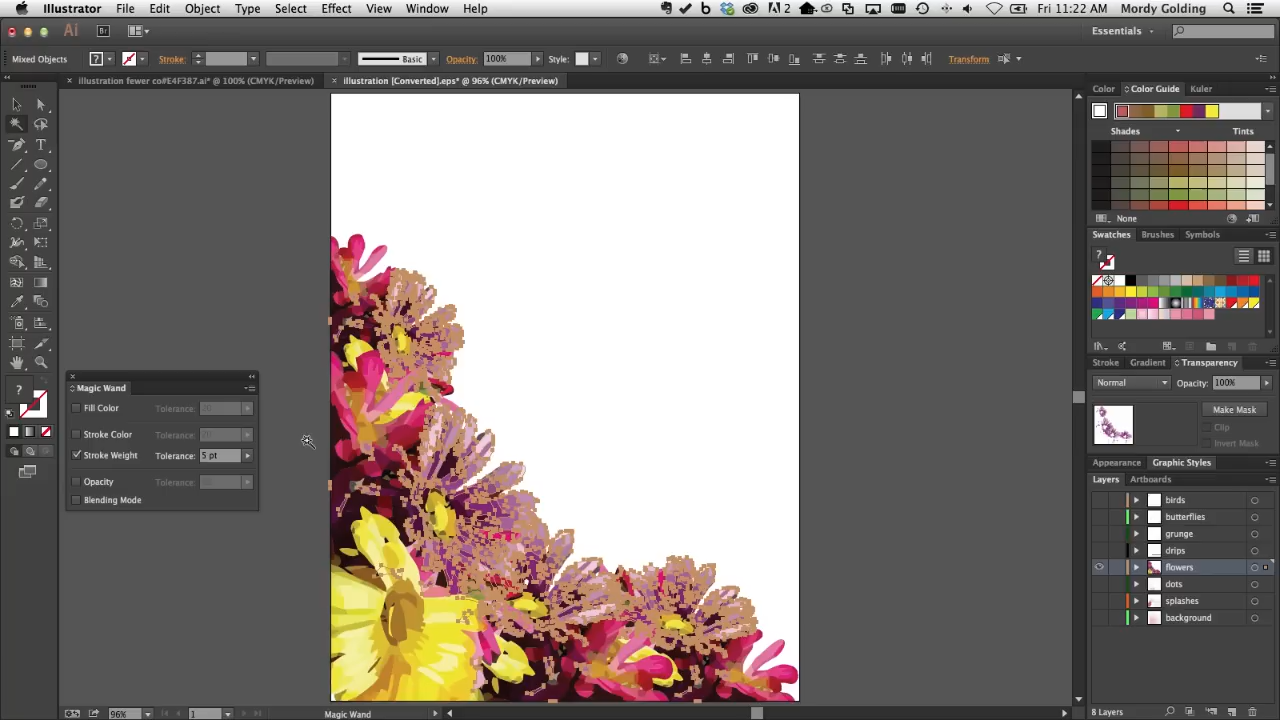 Illustrator File Edit Object Type Select Effect View Window Help 2 Fri 11:22 AM Mordy Golding
Ai Br Essentials
Mixed Objects ? Stroke: Basic Opacity: 100% Style: Transform
× illustration fewer co#E4F387.ai* @ 100% (CMYK/Preview) × illustration [Converted].eps* @ 96% (CMYK/Preview)
Color Color Guide Kuler
Shades Tints
None
Swatches Brushes Symbols
?
Stroke Gradient Transparency
Normal Opacity: 100%
Make Mask
Clip
Invert Mask
Appearance Graphic Styles
Layers Artboards
birds
butterflies
grunge
drips
flowers
dots
splashes
background
8 Layers
T
?
Magic Wand
Fill Color Tolerance:
Stroke Color Tolerance:
Stroke Weight Tolerance: 5 pt
Opacity Tolerance:
Blending Mode
96% 1 Magic Wand